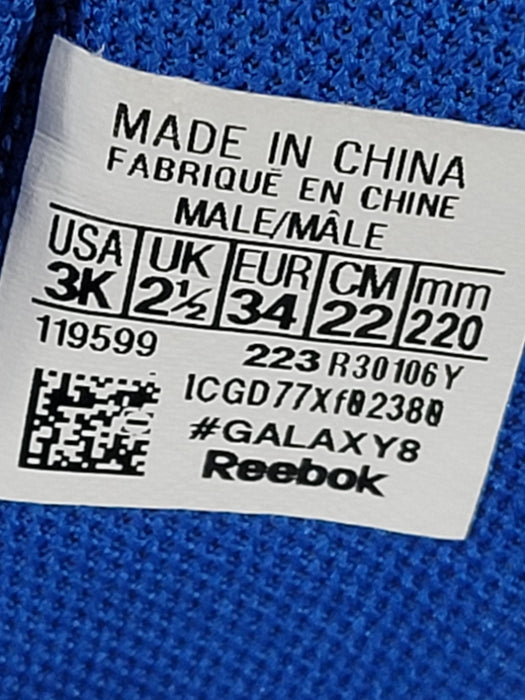 MADE IN CHINA
FABRIQUÉ EN CHINE
MALE/MÂLE
USA UK EUR CM mm
3K 2½ 34 22 220
119599 223 R30106Y
#GALAXY8
Reebok